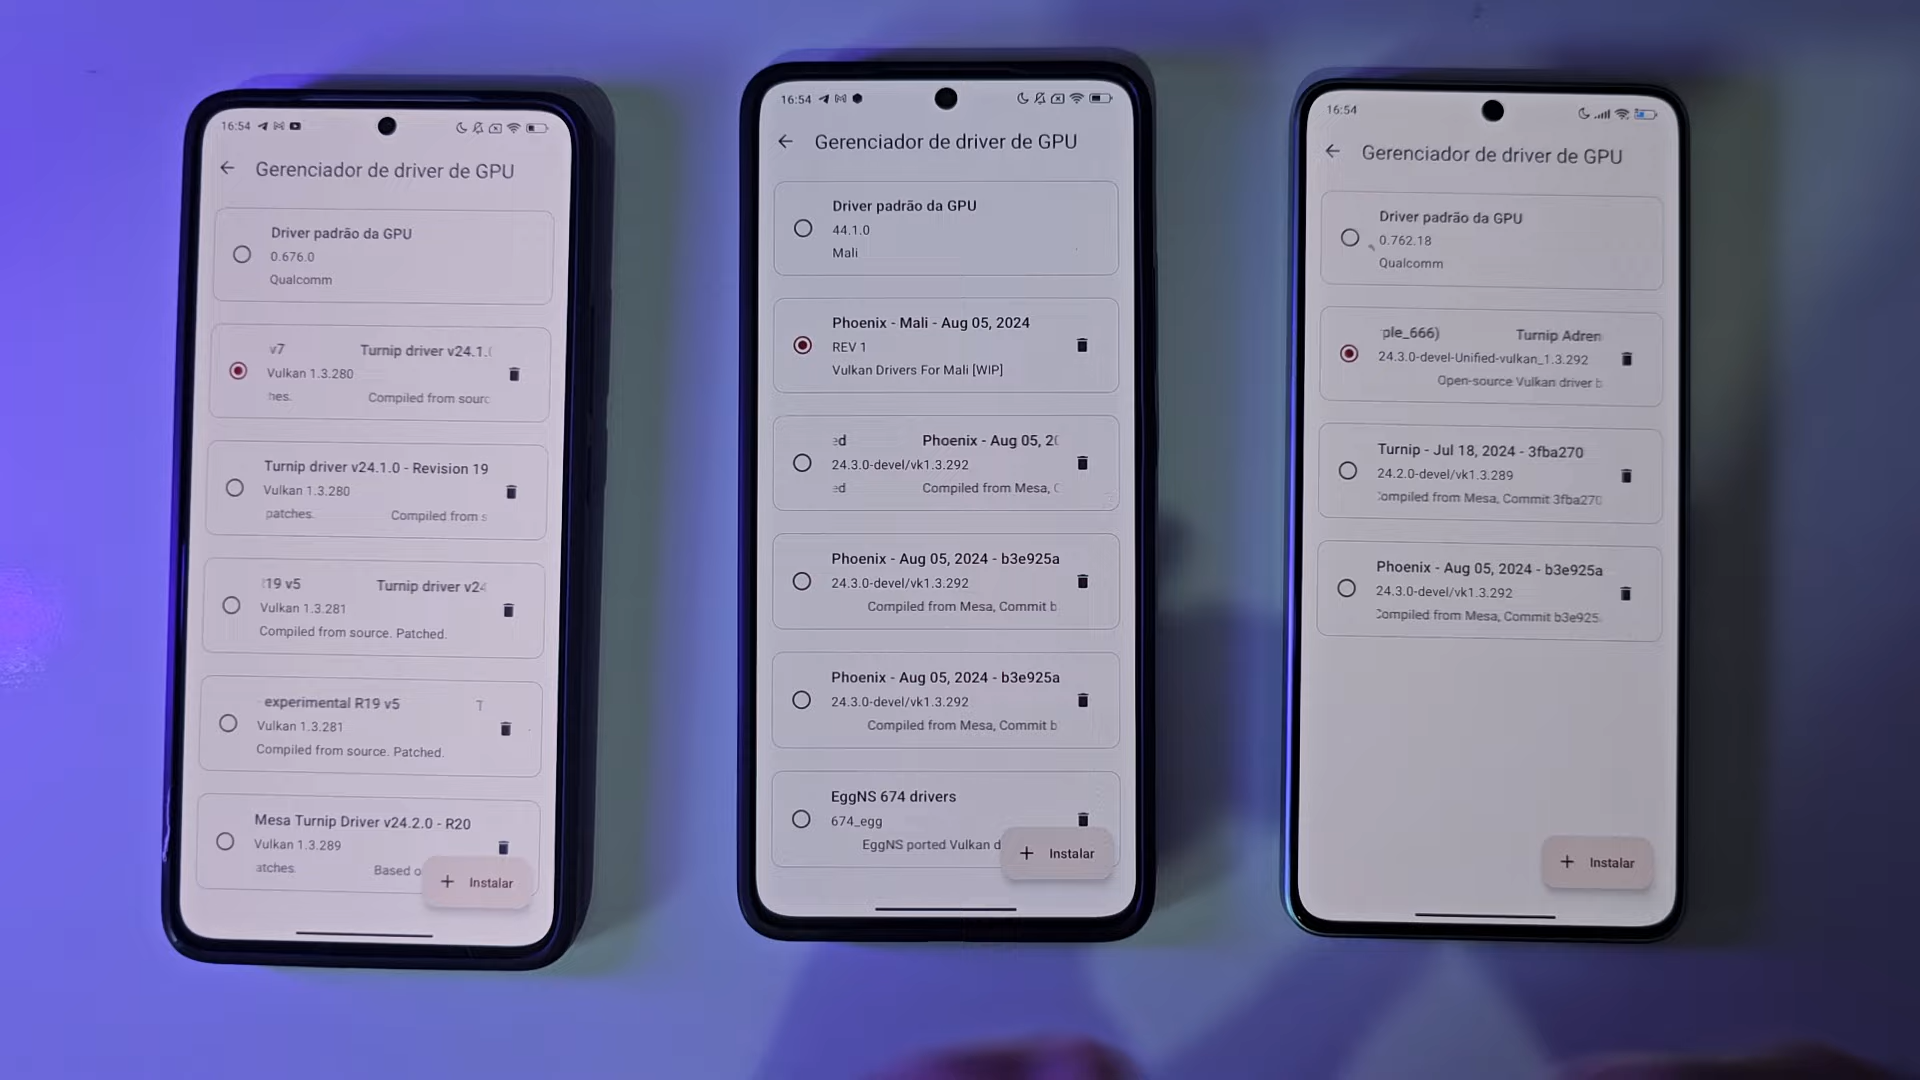 16:54
Gerenciador de driver de GPU
Driver padrão da GPU
0.676.0
Qualcomm
v7 Turnip driver v24.1.
Vulkan 1.3.280
hes. Compiled from sourc
Turnip driver v24.1.0 - Revision 19
Vulkan 1.3.280
patches. Compiled from s
19 v5 Turnip driver v24
Vulkan 1.3.281
Compiled from source. Patched.
experimental R19 v5 T
Vulkan 1.3.281
Compiled from source. Patched.
Mesa Turnip Driver v24.2.0 - R20
Vulkan 1.3.289
atches. Based o
+ Instalar
16:54
Gerenciador de driver de GPU
Driver padrão da GPU
44.1.0
Mali
Phoenix - Mali - Aug 05, 2024
REV 1
Vulkan Drivers For Mali [WIP]
ed Phoenix - Aug 05, 20
24.3.0-devel/vk1.3.292
ed Compiled from Mesa, C
Phoenix - Aug 05, 2024 - b3e925a
24.3.0-devel/vk1.3.292
Compiled from Mesa, Commit b
Phoenix - Aug 05, 2024 - b3e925a
24.3.0-devel/vk1.3.292
Compiled from Mesa, Commit b
EggNS 674 drivers
674_egg
EggNS ported Vulkan d
+ Instalar
16:54
Gerenciador de driver de GPU
Driver padrão da GPU
0.762.18
Qualcomm
ple_666) Turnip Adren
24.3.0-devel-Unified-vulkan_1.3.292
Open-source Vulkan driver b
Turnip - Jul 18, 2024 - 3fba270
24.2.0-devel/vk1.3.289
Compiled from Mesa, Commit 3fba270
Phoenix - Aug 05, 2024 - b3e925a
24.3.0-devel/vk1.3.292
Compiled from Mesa, Commit b3e925
+ Instalar